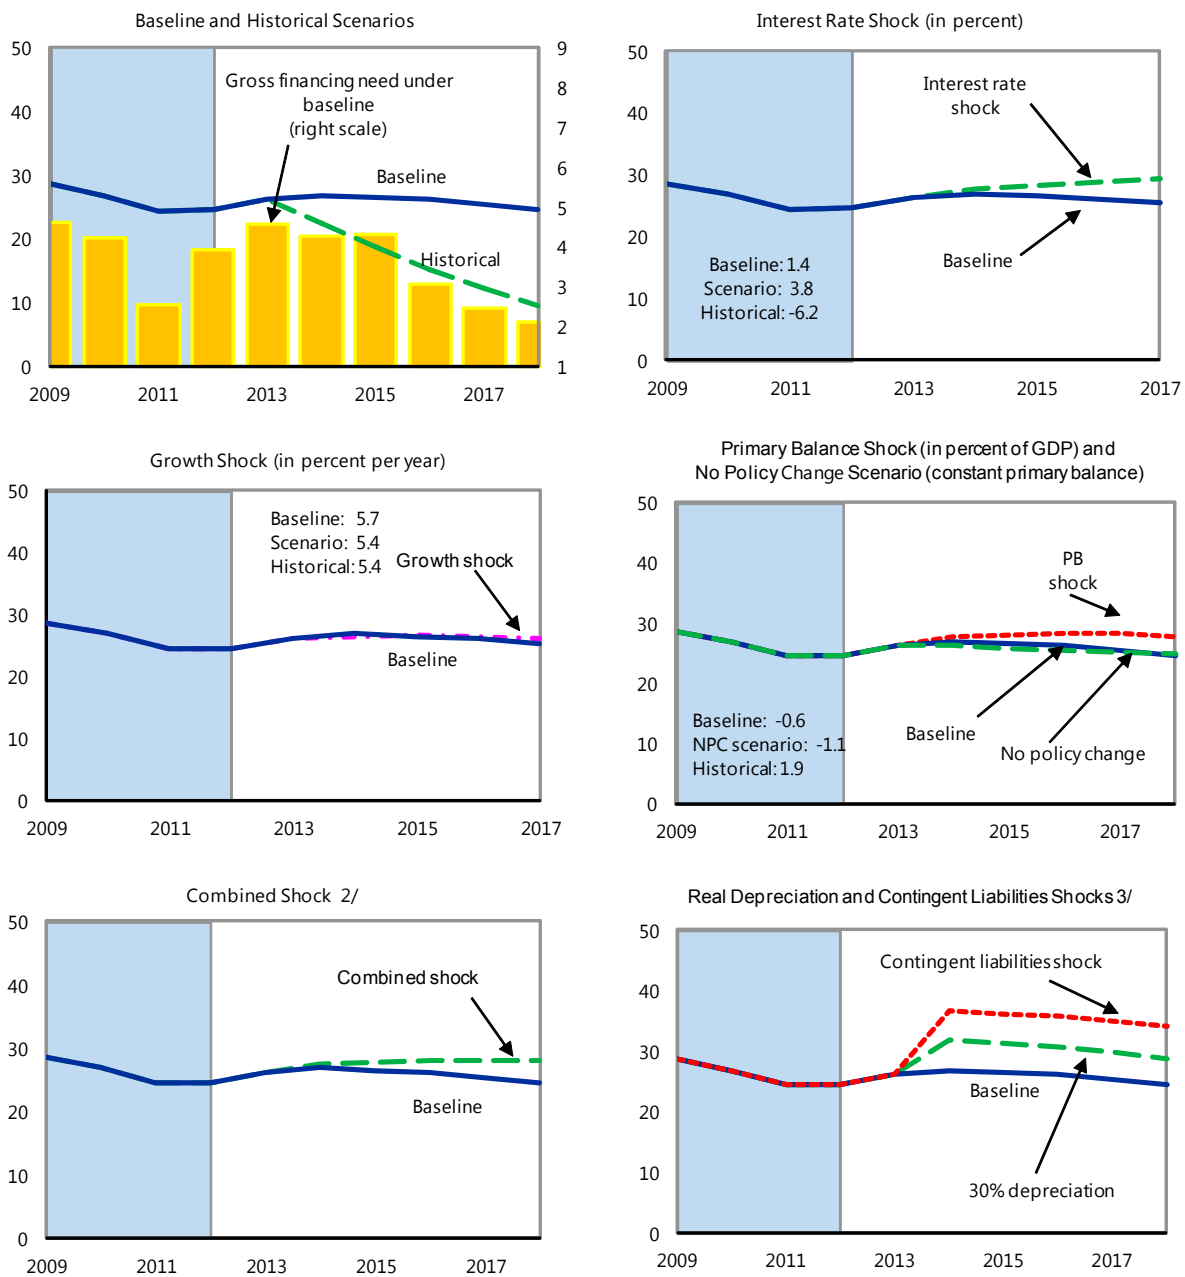 Baseline and Historical Scenarios
50
40
30
20
10
0
9
8
7
6
5
4
3
2
1
Gross financing need under
baseline
(right scale)
Baseline
Historical
2009 2011 2013 2015 2017
Interest Rate Shock (in percent)
50
40
30
20
10
0
Interest rate
shock
Baseline
Baseline: 1.4
Scenario: 3.8
Historical: -6.2
2009 2011 2013 2015 2017
Growth Shock (in percent per year)
50
40
30
20
10
0
Baseline: 5.7
Scenario: 5.4
Historical: 5.4
Growth shock
Baseline
2009 2011 2013 2015 2017
Primary Balance Shock (in percent of GDP) and
No Policy Change Scenario (constant primary balance)
50
40
30
20
10
0
PB
shock
Baseline
No policy change
Baseline: -0.6
NPC scenario: -1.1
Historical: 1.9
2009 2011 2013 2015 2017
Combined Shock 2/
50
40
30
20
10
0
Combined shock
Baseline
2009 2011 2013 2015 2017
Real Depreciation and Contingent Liabilities Shocks 3/
50
40
30
20
10
0
Contingent liabilities shock
Baseline
30% depreciation
2009 2011 2013 2015 2017